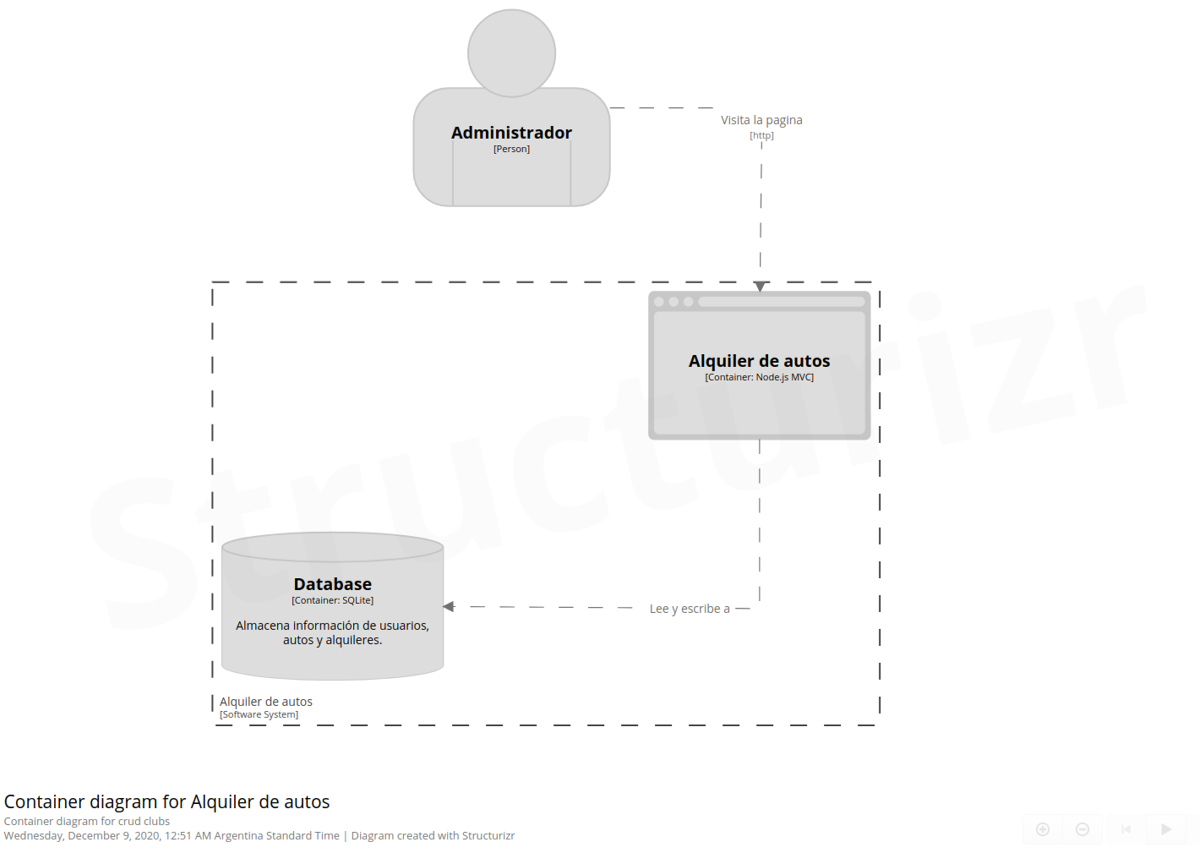 Administrador
[Person]
Visita la pagina
[http]
Alquiler de autos
[Container: Node.js MVC]
Lee y escribe a
Database
[Container: SQLite]
Almacena información de usuarios,
autos y alquileres.
Alquiler de autos
[Software System]
Structurizr
Container diagram for Alquiler de autos
Container diagram for crud clubs
Wednesday, December 9, 2020, 12:51 AM Argentina Standard Time | Diagram created with Structurizr